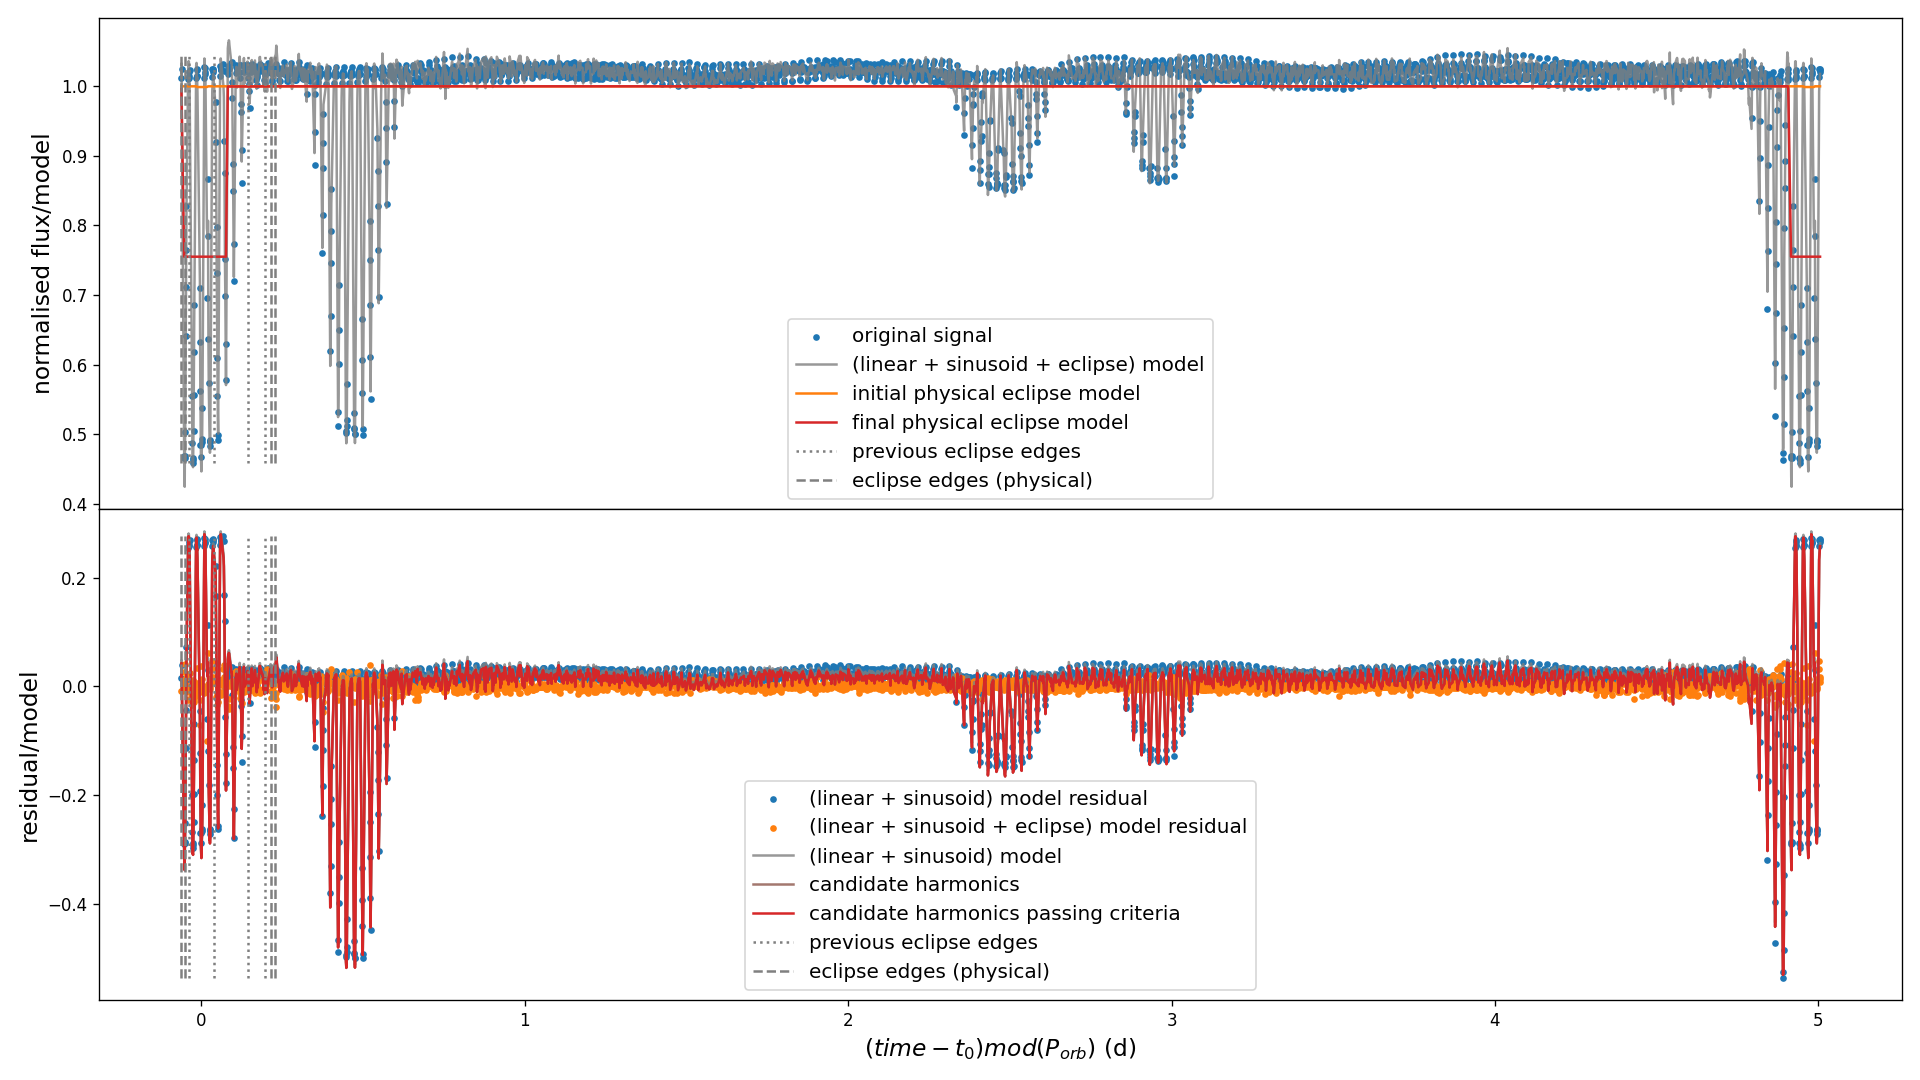 normalised flux/model
1.0
0.9
0.8
0.7
0.6
0.5
0.4
original signal
(linear + sinusoid + eclipse) model
initial physical eclipse model
final physical eclipse model
previous eclipse edges
eclipse edges (physical)
residual/model
0.2
0.0
−0.2
−0.4
(linear + sinusoid) model residual
(linear + sinusoid + eclipse) model residual
(linear + sinusoid) model
candidate harmonics
candidate harmonics passing criteria
previous eclipse edges
eclipse edges (physical)
0 1 2 3 4 5
(time − t₀)mod(P_orb) (d)